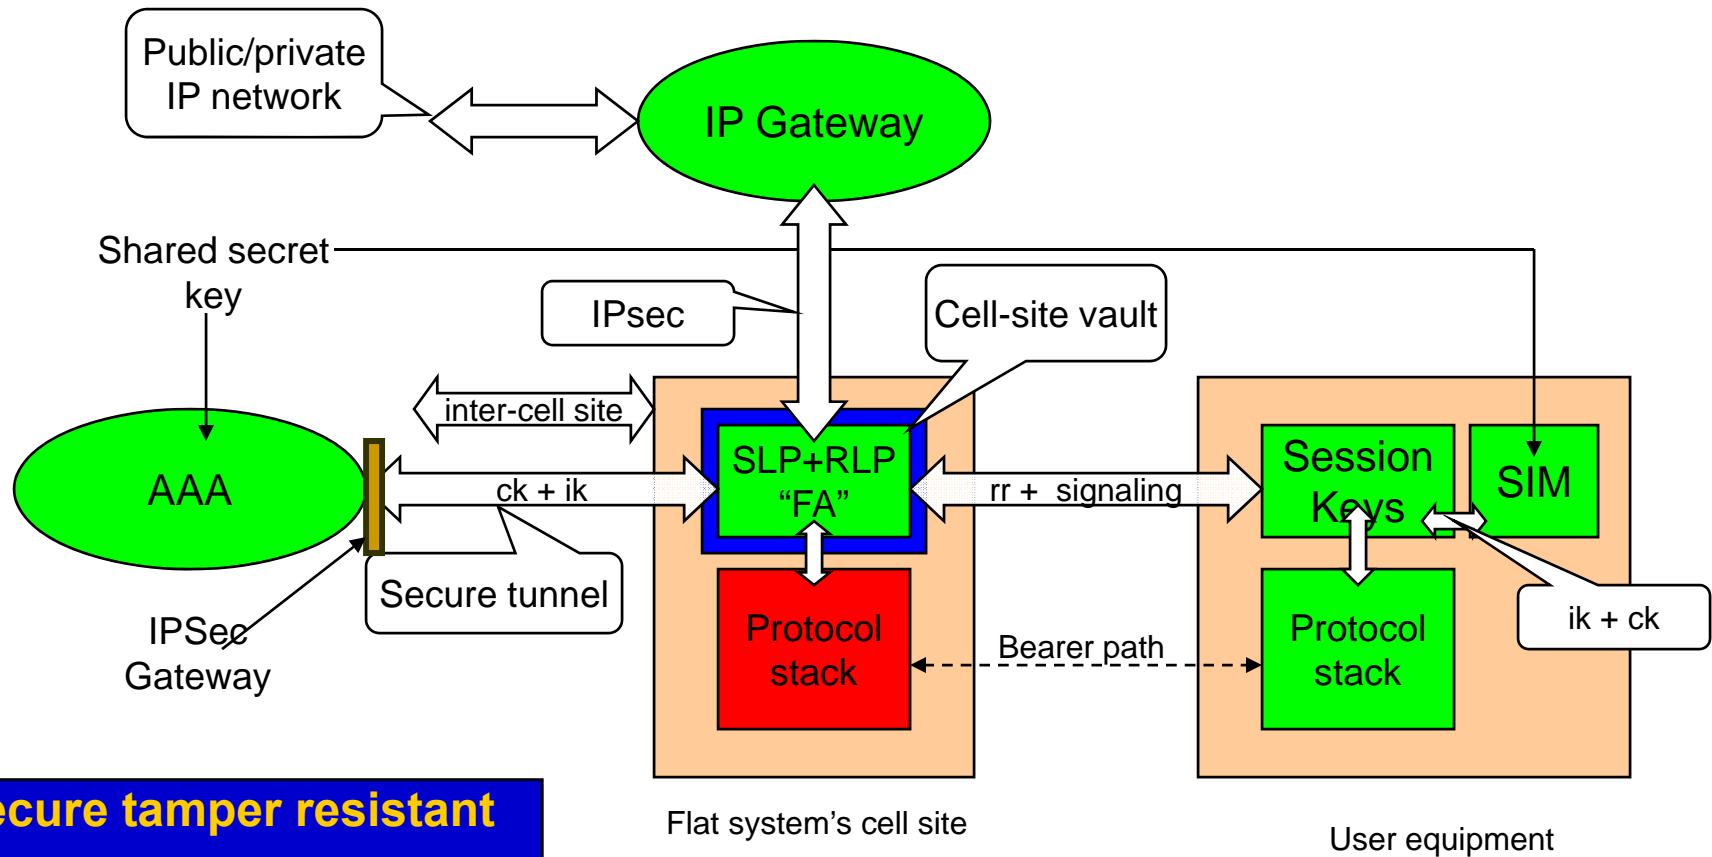 Public/private
IP network
IP Gateway
Shared secret
key
IPsec
Cell-site vault
inter-cell site
AAA
ck + ik
SLP+RLP
“FA”
rr + signaling
Session
Keys
SIM
Secure tunnel
IPSec
Gateway
Protocol
stack
Bearer path
Protocol
stack
ik + ck
tamper resistant
Flat system’s cell site
User equipment